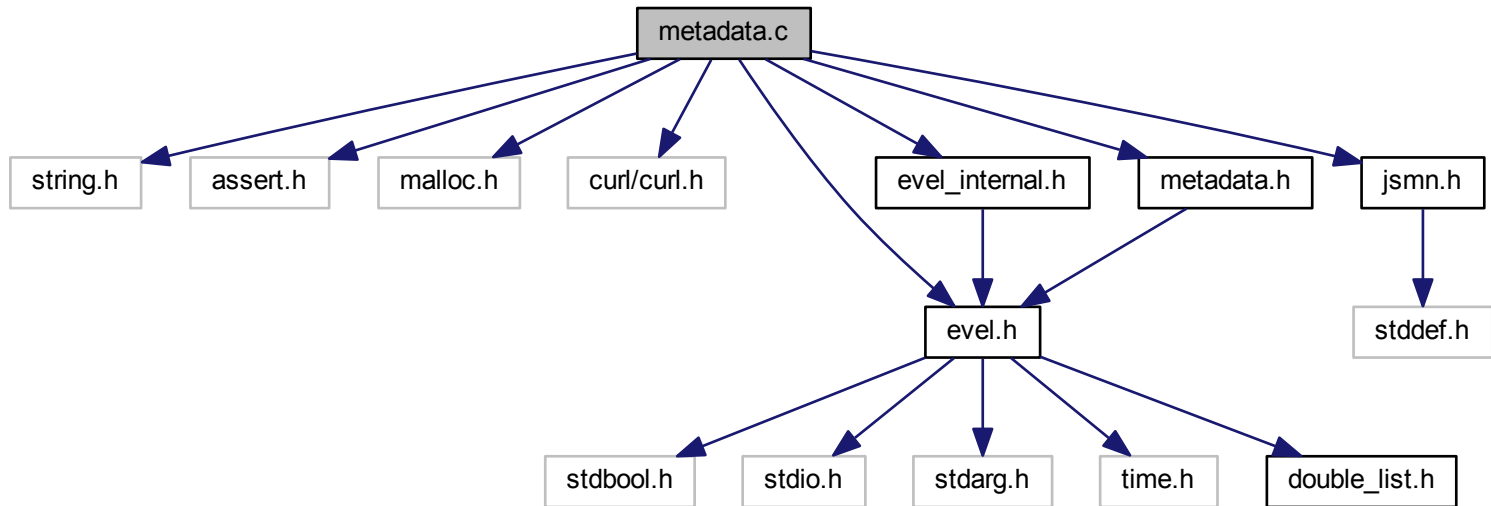 metadata.c
string.h
assert.h
malloc.h
curl/curl.h
evel_internal.h
metadata.h
jsmn.h
evel.h
stddef.h
stdbool.h
stdio.h
stdarg.h
time.h
double_list.h